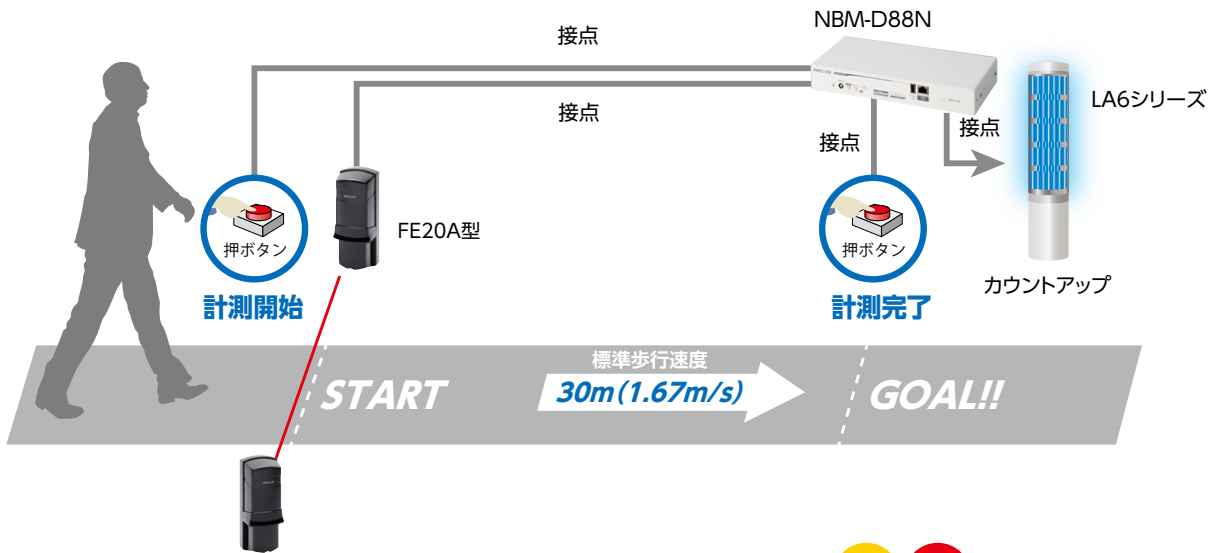 NBM-D88N
接点
LA6シリーズ
接点
接点
接点
FE20A型
押ボタン
押ボタン
カウントアップ
計測開始
計測完了
標準歩行速度
START
30m(1.67m/s)
GOAL!!